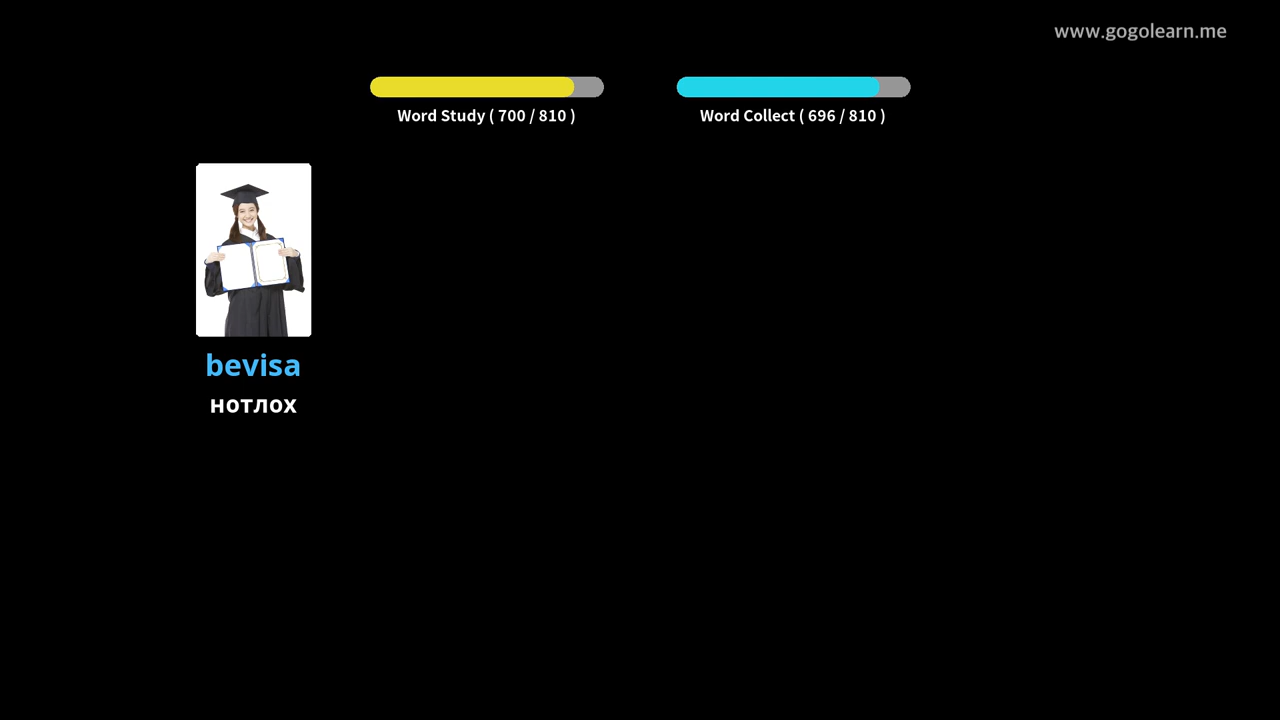 www.gogolearn.me
Word Study ( 700 / 810 )
Word Collect ( 696 / 810 )
bevisa
нотлох